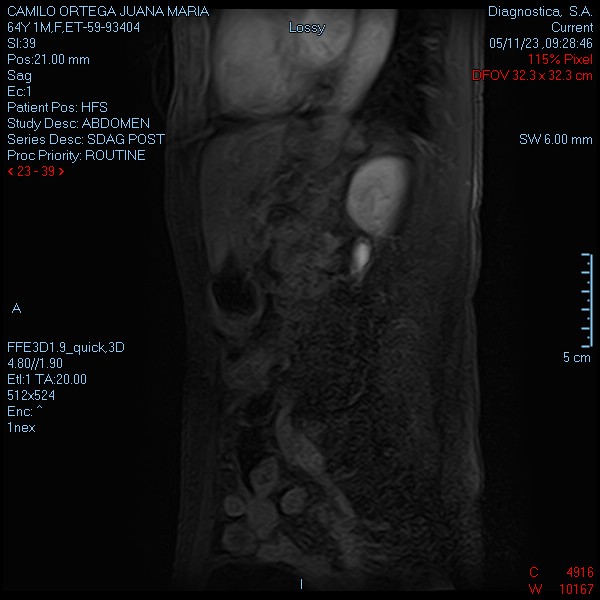 CAMILO ORTEGA JUANA MARIA
64Y 1M,F,ET-59-93404
Sl:39
Pos:21.00 mm
Sag
Ec:1
Patient Pos: HFS
Study Desc: ABDOMEN
Series Desc: SDAG POST
Proc Priority: ROUTINE
< 23 - 39 >
Lossy
Diagnostica, S.A.
Current
05/11/23 ,09:28:46
115% Pixel
DFOV 32.3 x 32.3 cm
SW 6.00 mm
A
5 cm
FFE3D1.9_quick,3D
4.80//1.90
Etl:1 TA:20.00
512x524
Enc: ^
1nex
I
C 4916
W 10167